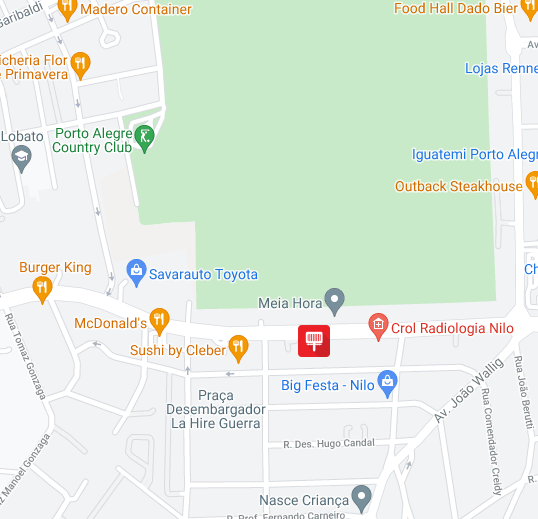 Garibaldi
Madero Container
Food Hall Dado Bier
Av
icheria Flor
e Primavera
Lojas Renne
Lobato
Porto Alegre
Country Club
Iguatemi Porto Alegr
Outback Steakhouse
Burger King
Savarauto Toyota
Ch
Meia Hora
McDonald's
Crol Radiologia Nilo
Sushi by Cleber
Rua Tomaz Gonzaga
Big Festa - Nilo
Praça
Desembargador
La Hire Guerra
Av. João Wallig
Rua João Berutti
Rua Comendador Creidy
R. Des. Hugo Candal
z Manoel Gonzaga
R.
Nasce Criança
R. Prof. Fernando Carneiro